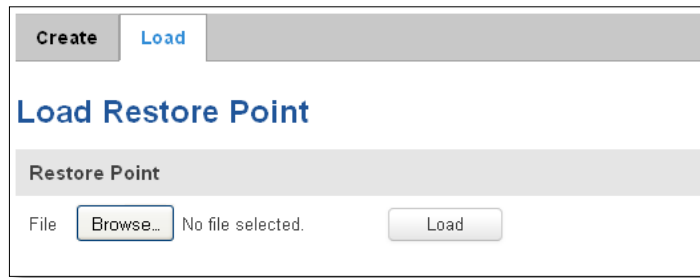 Create Load
Load Restore Point
Restore Point
File Browse... No file selected. Load